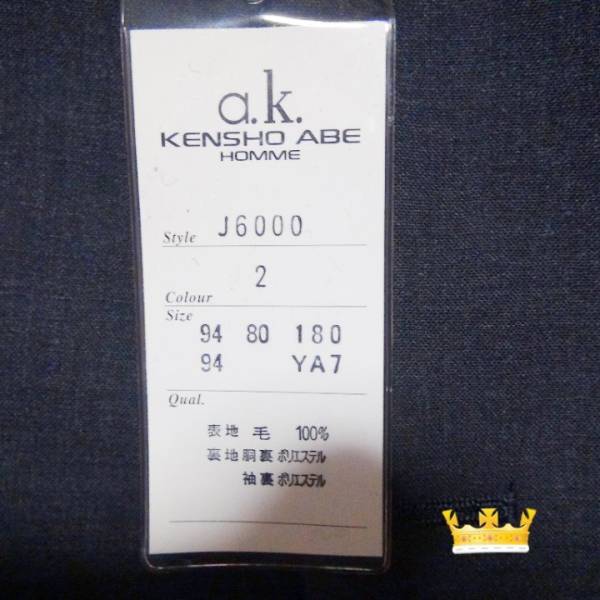 a.k.
KENSHO ABE
HOMME
Style J6000
Colour 2
Size
94 80 180
94 YA7
Qual.
表地 毛 100%
裏地胴裏 ポリエステル
袖裏 ポリエステル